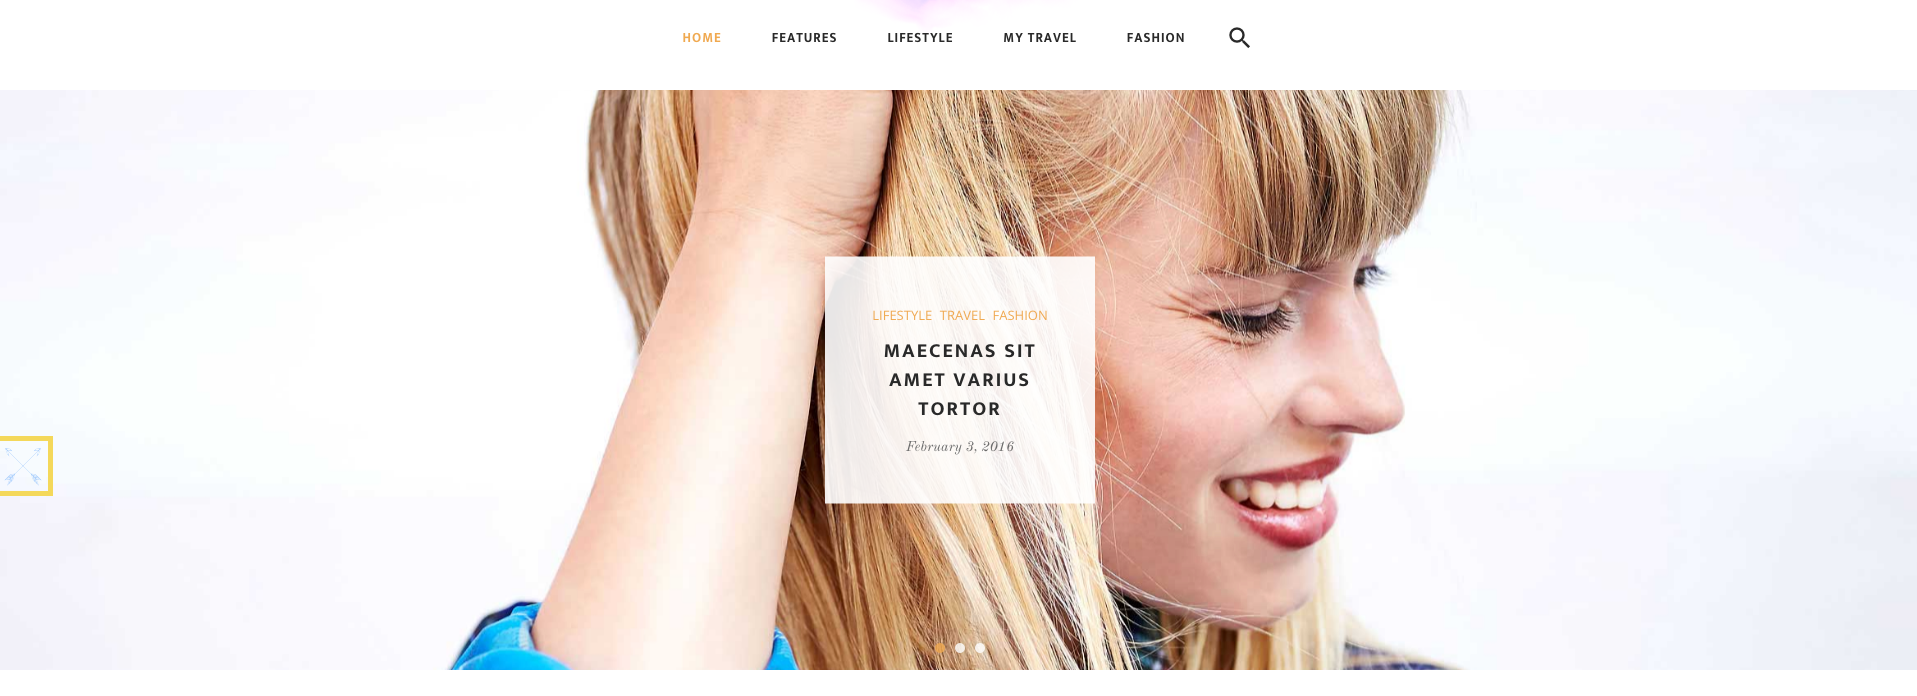 HOME FEATURES LIFESTYLE MY TRAVEL FASHION
LIFESTYLE TRAVEL FASHION
MAECENAS SIT
AMET VARIUS
TORTOR
February 3, 2016